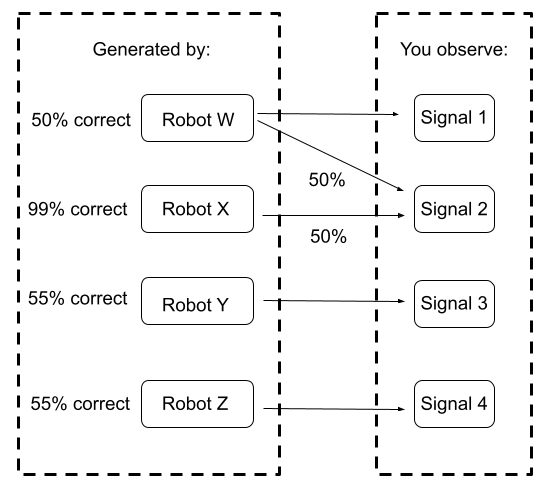 Generated by:
You observe:
50% correct
Robot W
Signal 1
50%
99% correct
Robot X
Signal 2
50%
55% correct
Robot Y
Signal 3
55% correct
Robot Z
Signal 4